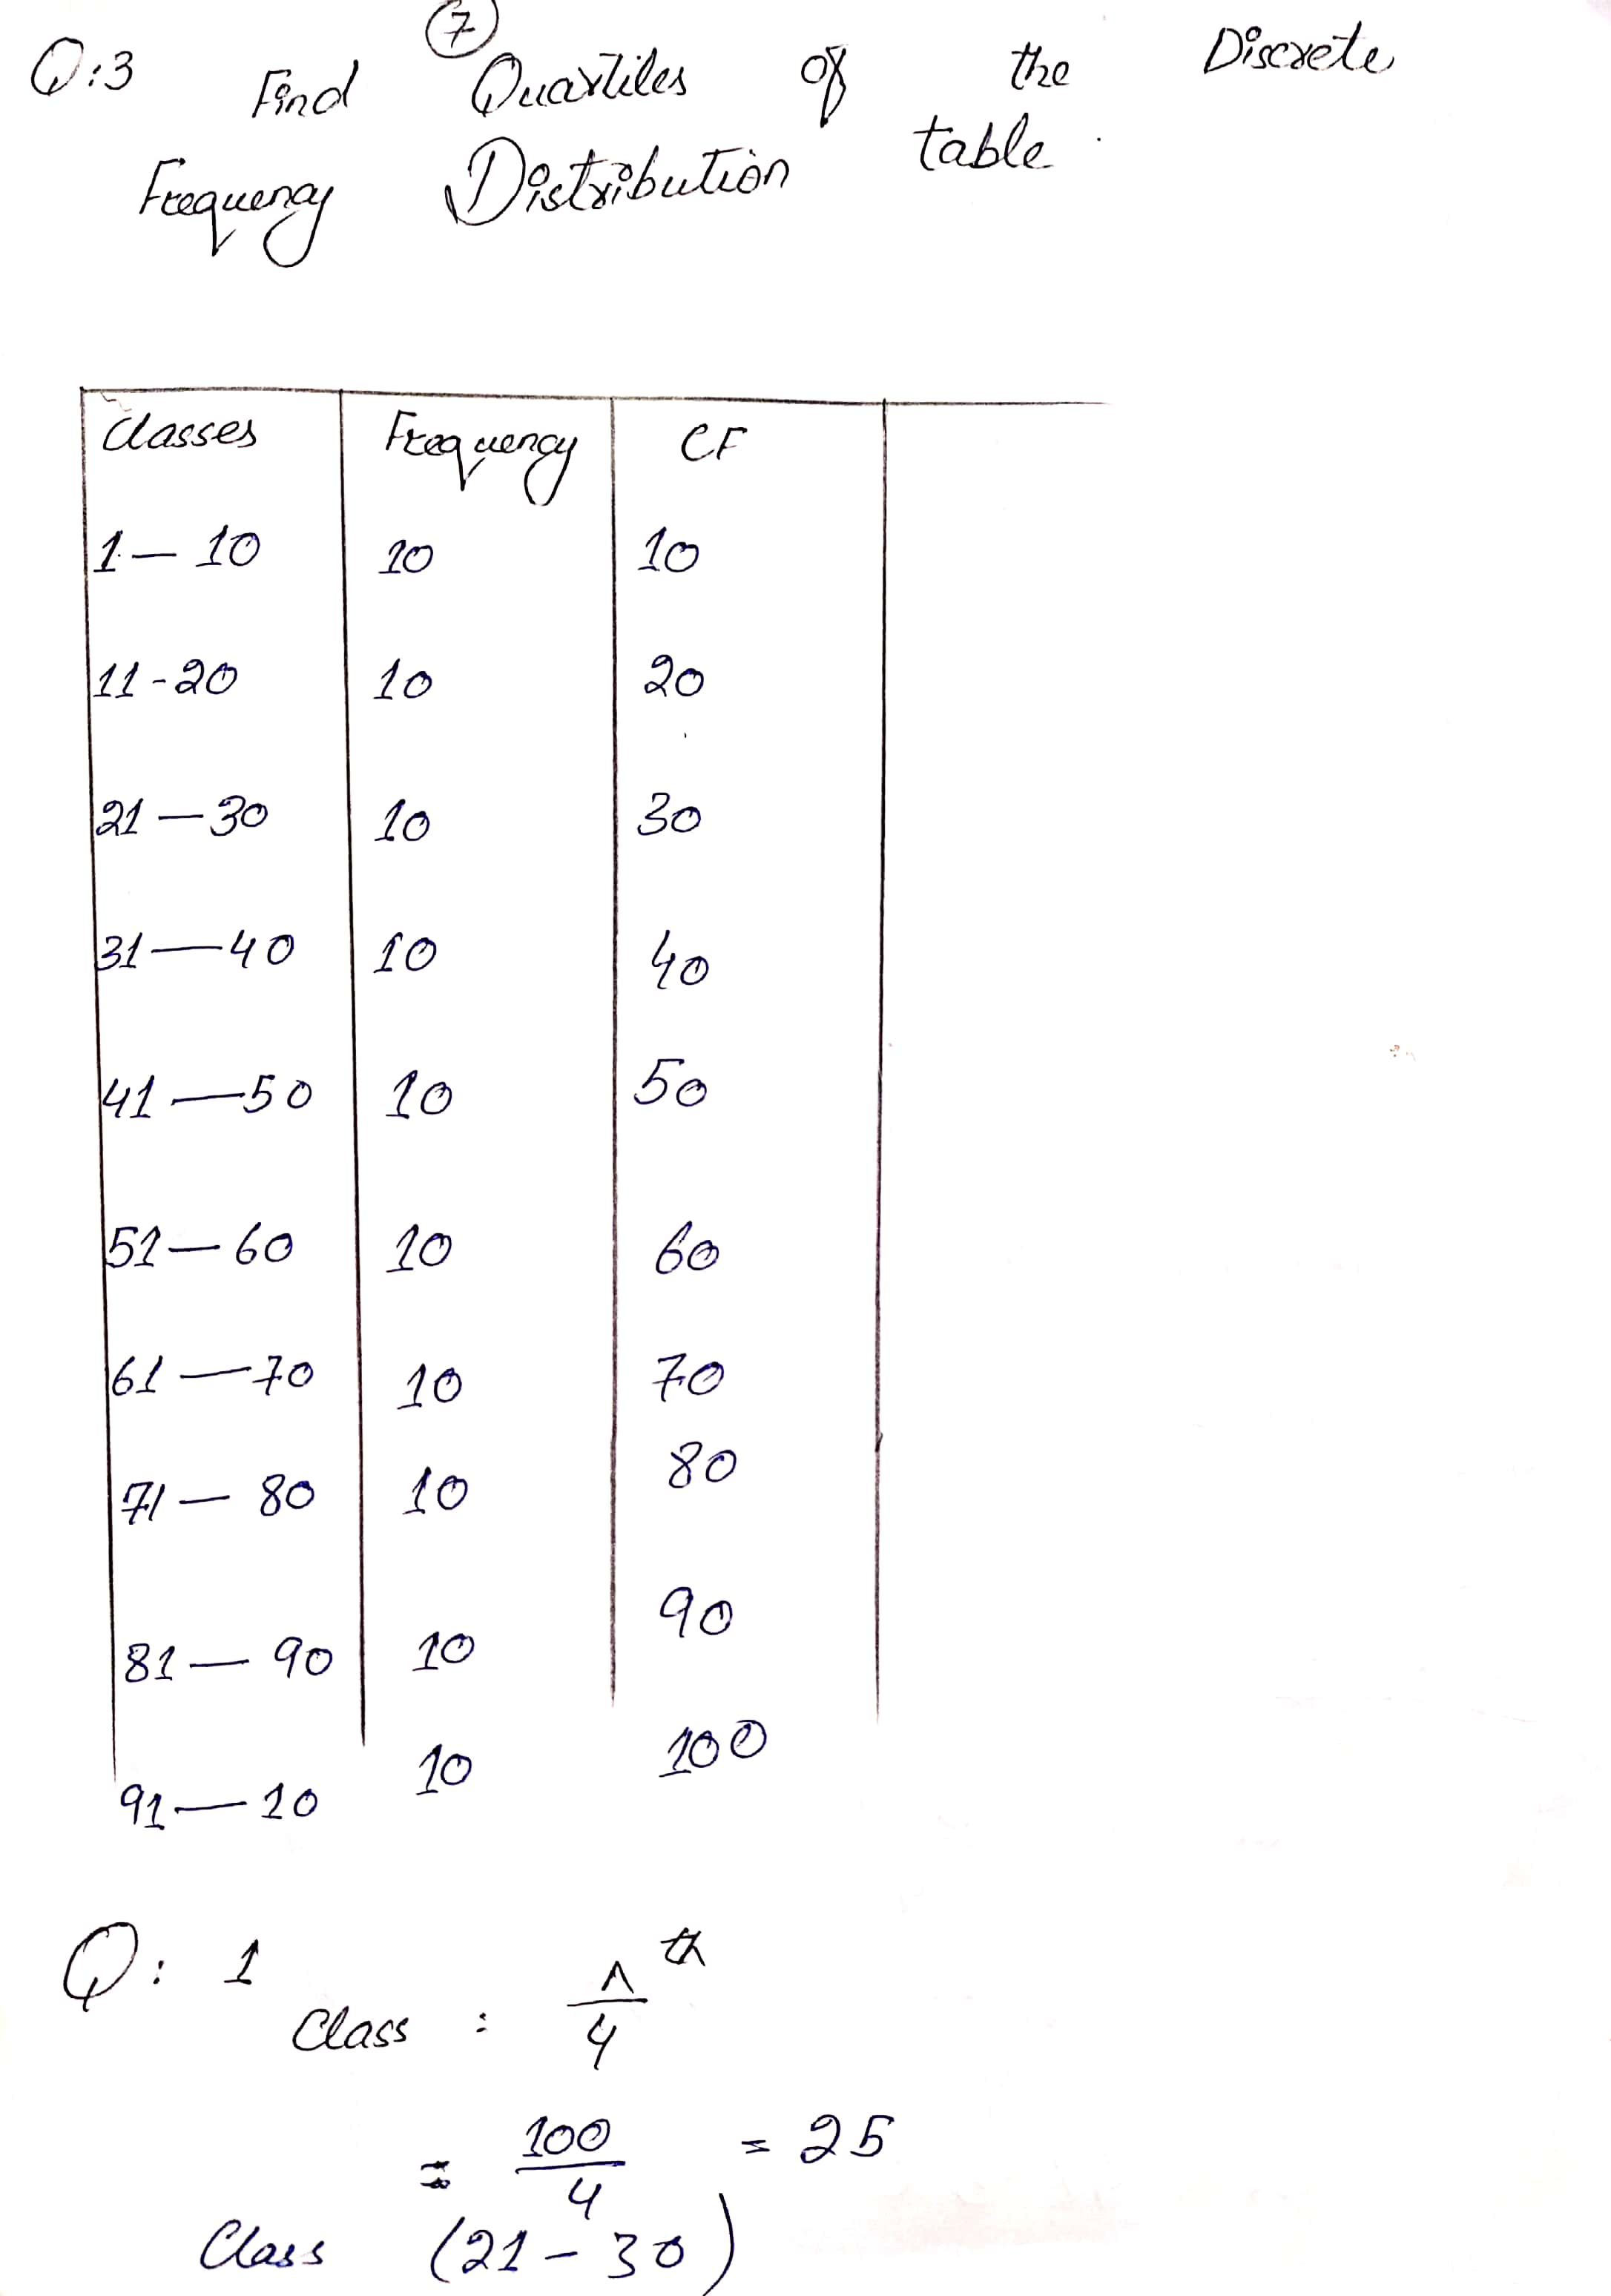 7
Q:3 Find Quartiles of the Discrete
Frequency Distribution table.
Classes Frequency CF
1 — 10 10 10
11 - 20 10 20
21 — 30 10 30
31 — 40 10 40
41 — 50 10 50
51 — 60 10 60
61 — 70 10 70
71 — 80 10 80
81 — 90 10 90
91 — 10 10 100
Q: 1
Class : n/4 th
= 100/4 = 25
Class (21 - 30)